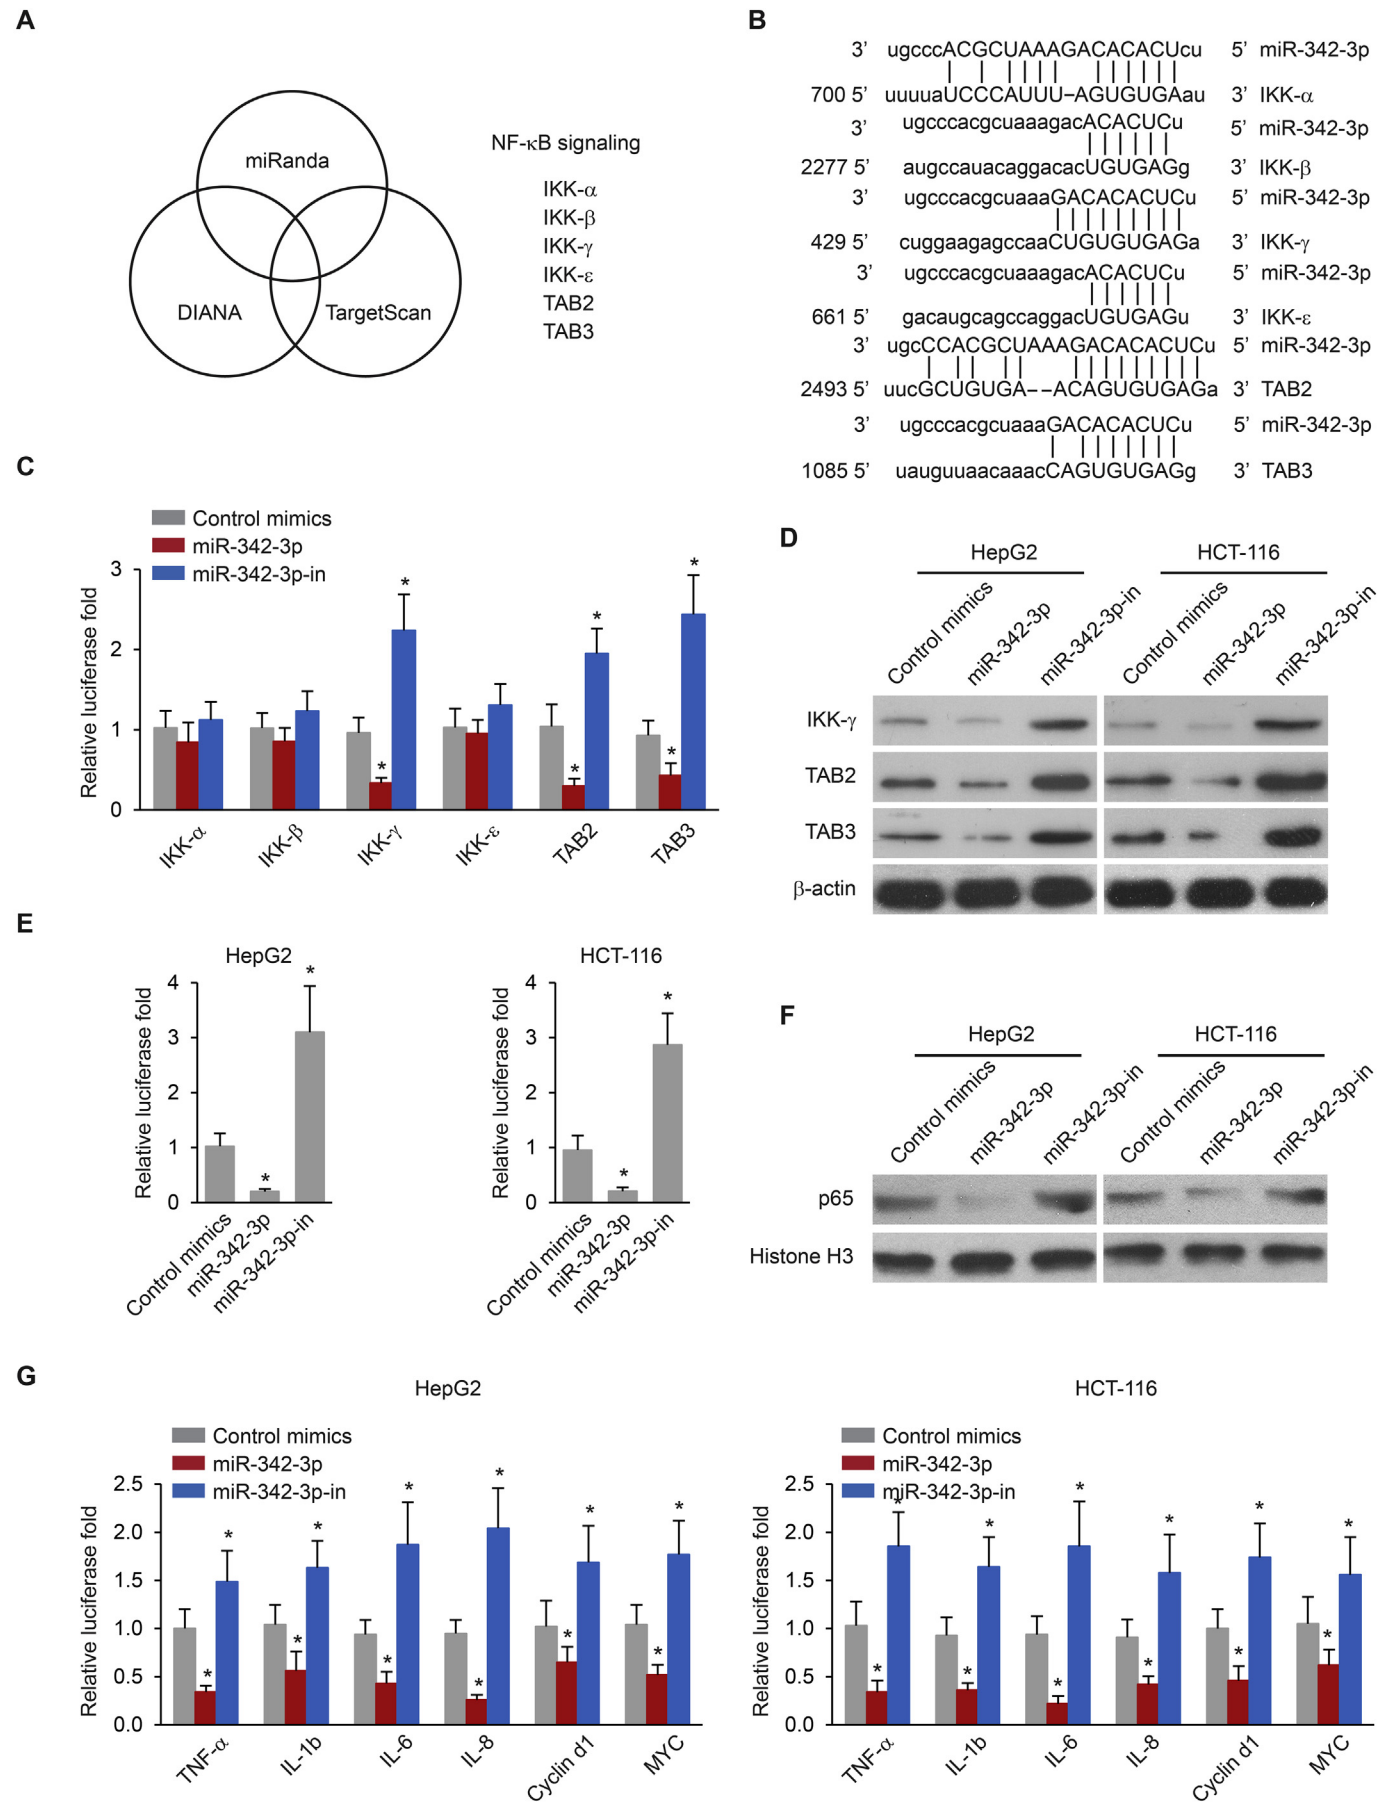 A
miRanda
DIANA
TargetScan
NF-κB signaling
IKK-α
IKK-β
IKK-γ
IKK-ε
TAB2
TAB3
B
3’ ugcccACGCUAAAGACACACUcu 5’ miR-342-3p
700 5’ uuuuaUCCCAUUU–AGUGUGAau 3’ IKK-α
3’ ugcccacgcuaaagacACACUCu 5’ miR-342-3p
2277 5’ augccauacaggacacUGUGAGg 3’ IKK-β
3’ ugcccacgcuaaaGACACACUCu 5’ miR-342-3p
429 5’ cuggaagagccaaCUGUGUGAGa 3’ IKK-γ
3’ ugcccacgcuaaagacACACUCu 5’ miR-342-3p
661 5’ gacaugcagccaggacUGUGAGu 3’ IKK-ε
3’ ugcCCACGCUAAAGACACACUCu 5’ miR-342-3p
2493 5’ uucGCUGUGA––ACAGUGUGAGa 3’ TAB2
3’ ugcccacgcuaaaGACACACUCu 5’ miR-342-3p
1085 5’ uauguuaacaaacCAGUGUGAGg 3’ TAB3
C
Control mimics
miR-342-3p
miR-342-3p-in
Relative luciferase fold
3
2
1
0
* * * * * *
IKK-α IKK-β IKK-γ IKK-ε TAB2 TAB3
D
HepG2 HCT-116
Control mimics miR-342-3p miR-342-3p-in Control mimics miR-342-3p miR-342-3p-in
IKK-γ
TAB2
TAB3
β-actin
E
HepG2
Relative luciferase fold
4
3
2
1
0
* *
Control mimics miR-342-3p miR-342-3p-in
HCT-116
Relative luciferase fold
4
3
2
1
0
* *
Control mimics miR-342-3p miR-342-3p-in
F
HepG2 HCT-116
Control mimics miR-342-3p miR-342-3p-in Control mimics miR-342-3p miR-342-3p-in
p65
Histone H3
G
HepG2
Control mimics
miR-342-3p
miR-342-3p-in
Relative luciferase fold
2.5
2.0
1.5
1.0
0.5
0.0
* * * * * * * * * * * *
TNF-α IL-1b IL-6 IL-8 Cyclin d1 MYC
HCT-116
Control mimics
miR-342-3p
miR-342-3p-in
Relative luciferase fold
2.5
2.0
1.5
1.0
0.5
0.0
* * * * * * * * * * * *
TNF-α IL-1b IL-6 IL-8 Cyclin d1 MYC